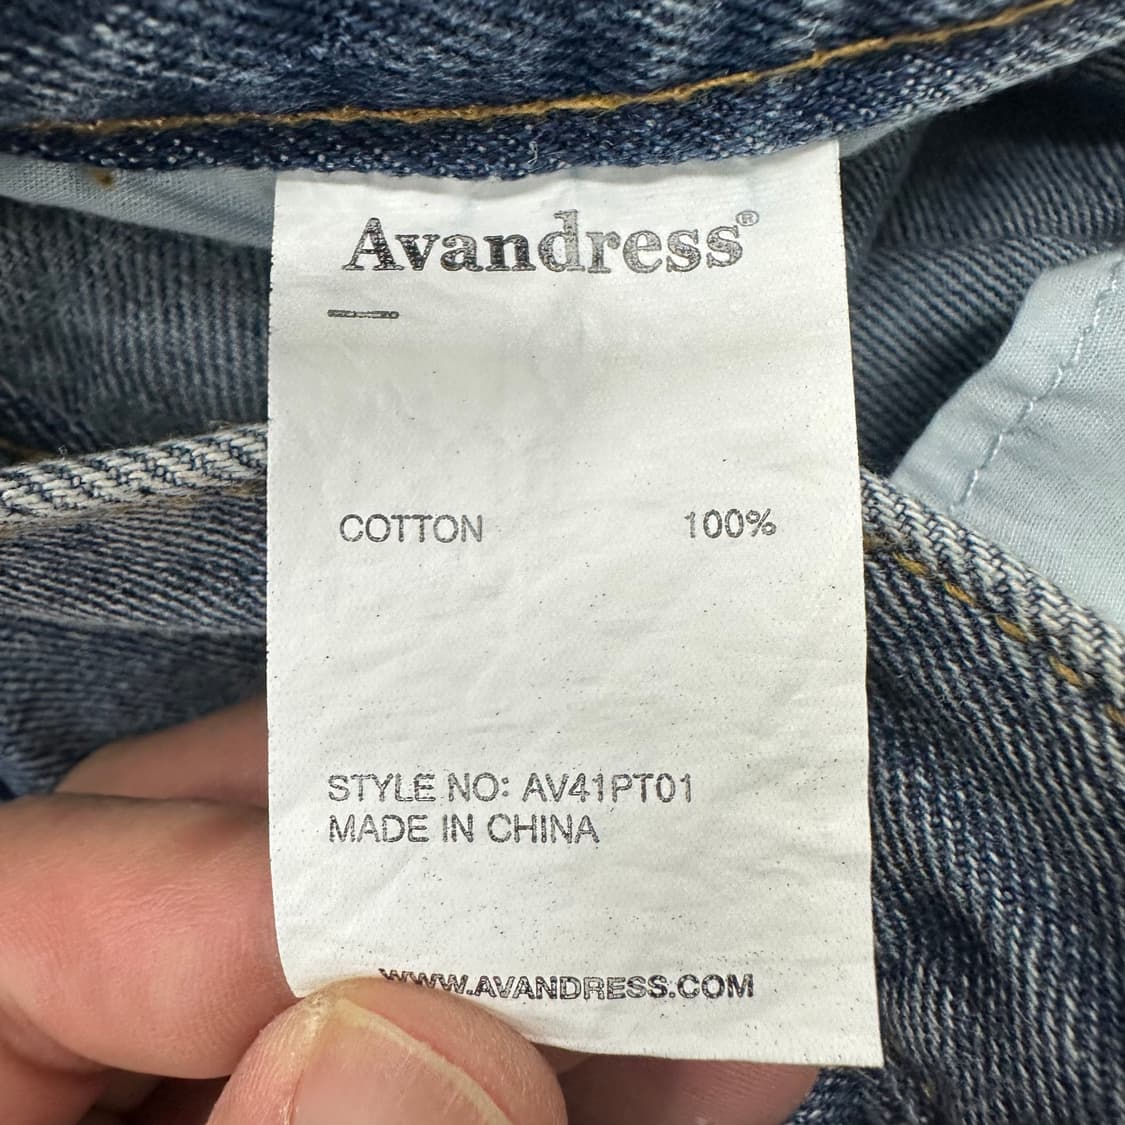 Avandress®
COTTON 100%
STYLE NO: AV41PT01
MADE IN CHINA
WWW.AVANDRESS.COM